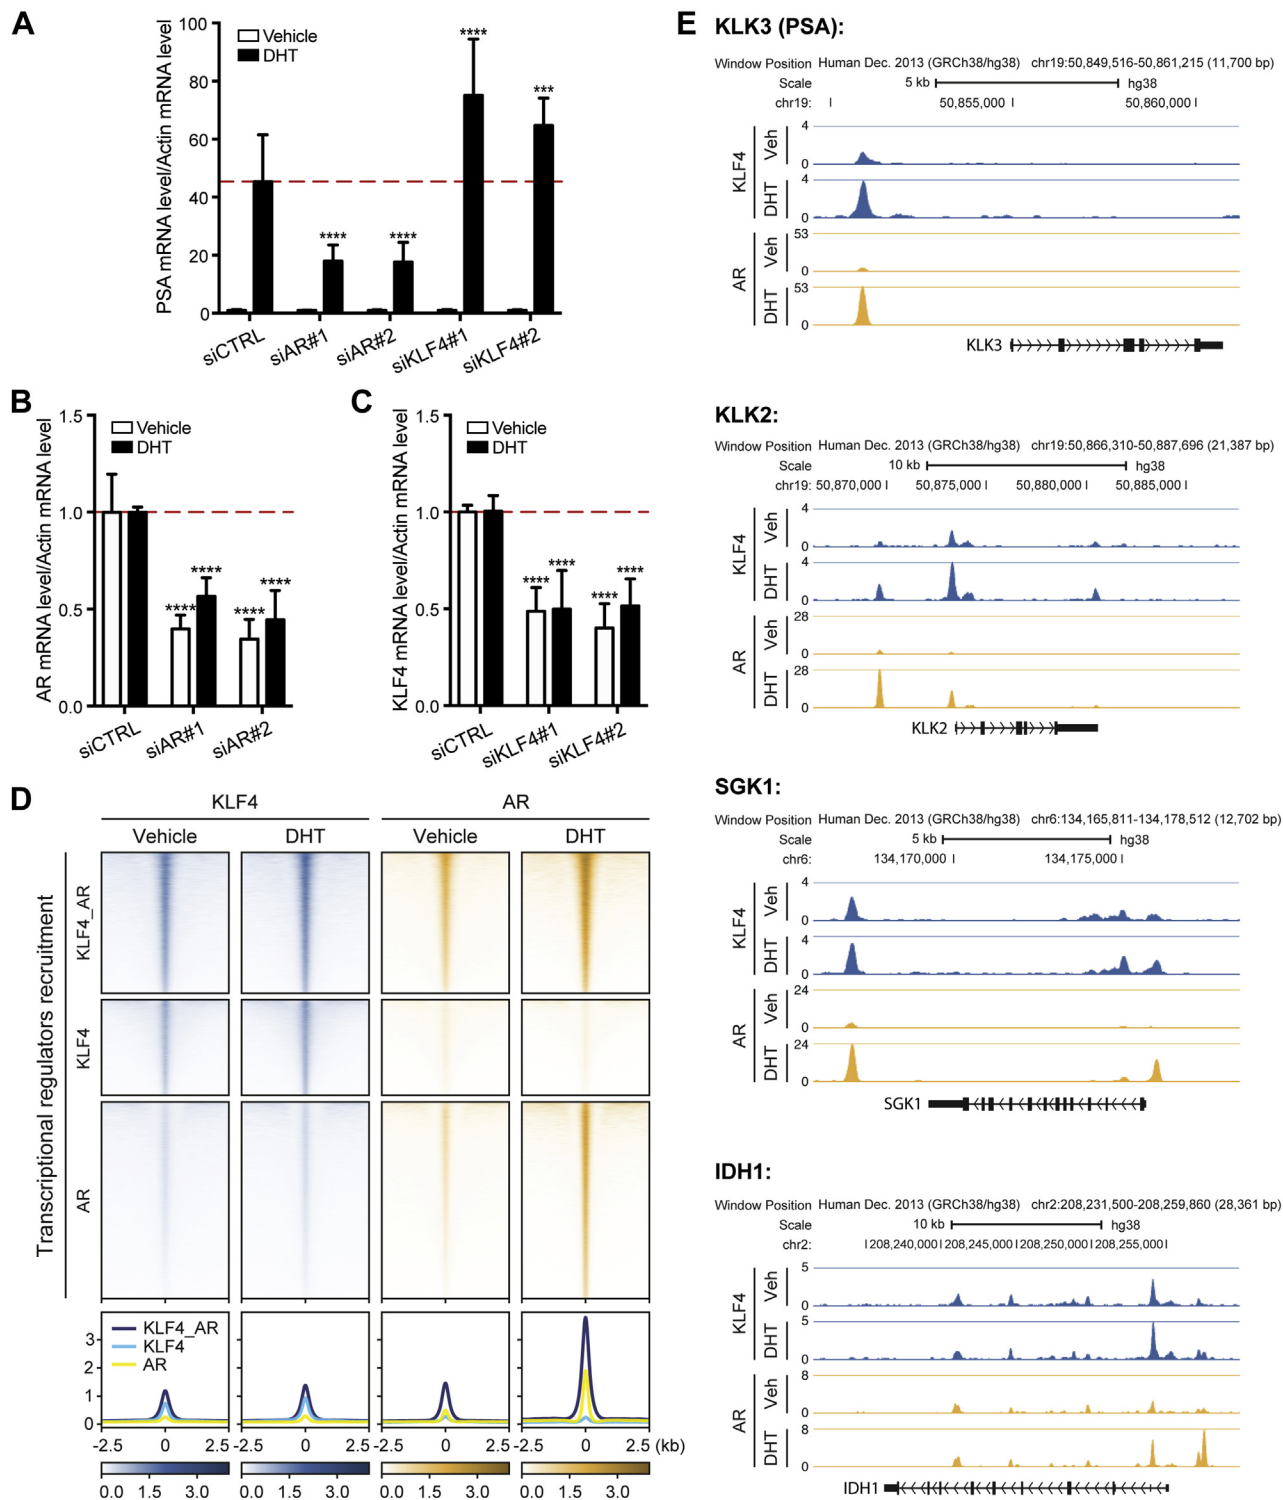 A
PSA mRNA level/Actin mRNA level
100
80
60
40
20
0
Vehicle
DHT
****
****
****
****
***
siCTRL
siAR#1
siAR#2
siKLF4#1
siKLF4#2
B
AR mRNA level/Actin mRNA level
1.5
1.0
0.5
0.0
Vehicle
DHT
****
****
****
****
siCTRL
siAR#1
siAR#2
C
KLF4 mRNA level/Actin mRNA level
1.5
1.0
0.5
0.0
Vehicle
DHT
****
****
****
****
siCTRL
siKLF4#1
siKLF4#2
D
KLF4
AR
Vehicle
DHT
Vehicle
DHT
Transcriptional regulators recruitment
KLF4_AR
KLF4
AR
KLF4_AR
KLF4
AR
3
2
1
0
-2.5 0 2.5
-2.5 0 2.5
-2.5 0 2.5
-2.5 0 2.5 (kb)
0.0 1.5 3.0
0.0 1.5 3.0
0.0 1.5 3.0
0.0 1.5 3.0
E
KLK3 (PSA):
Window Position Human Dec. 2013 (GRCh38/hg38) chr19:50,849,516-50,861,215 (11,700 bp)
Scale 5 kb hg38
chr19: 50,855,000 50,860,000
KLF4
Veh
4
0
DHT
4
0
AR
Veh
53
0
DHT
53
0
KLK3
KLK2:
Window Position Human Dec. 2013 (GRCh38/hg38) chr19:50,866,310-50,887,696 (21,387 bp)
Scale 10 kb hg38
chr19: 50,870,000 50,875,000 50,880,000 50,885,000
KLF4
Veh
4
0
DHT
4
0
AR
Veh
28
0
DHT
28
0
KLK2
SGK1:
Window Position Human Dec. 2013 (GRCh38/hg38) chr6:134,165,811-134,178,512 (12,702 bp)
Scale 5 kb hg38
chr6: 134,170,000 134,175,000
KLF4
Veh
4
0
DHT
4
0
AR
Veh
24
0
DHT
24
0
SGK1
IDH1:
Window Position Human Dec. 2013 (GRCh38/hg38) chr2:208,231,500-208,259,860 (28,361 bp)
Scale 10 kb hg38
chr2: 208,240,000 208,245,000 208,250,000 208,255,000
KLF4
Veh
5
0
DHT
5
0
AR
Veh
8
0
DHT
8
0
IDH1